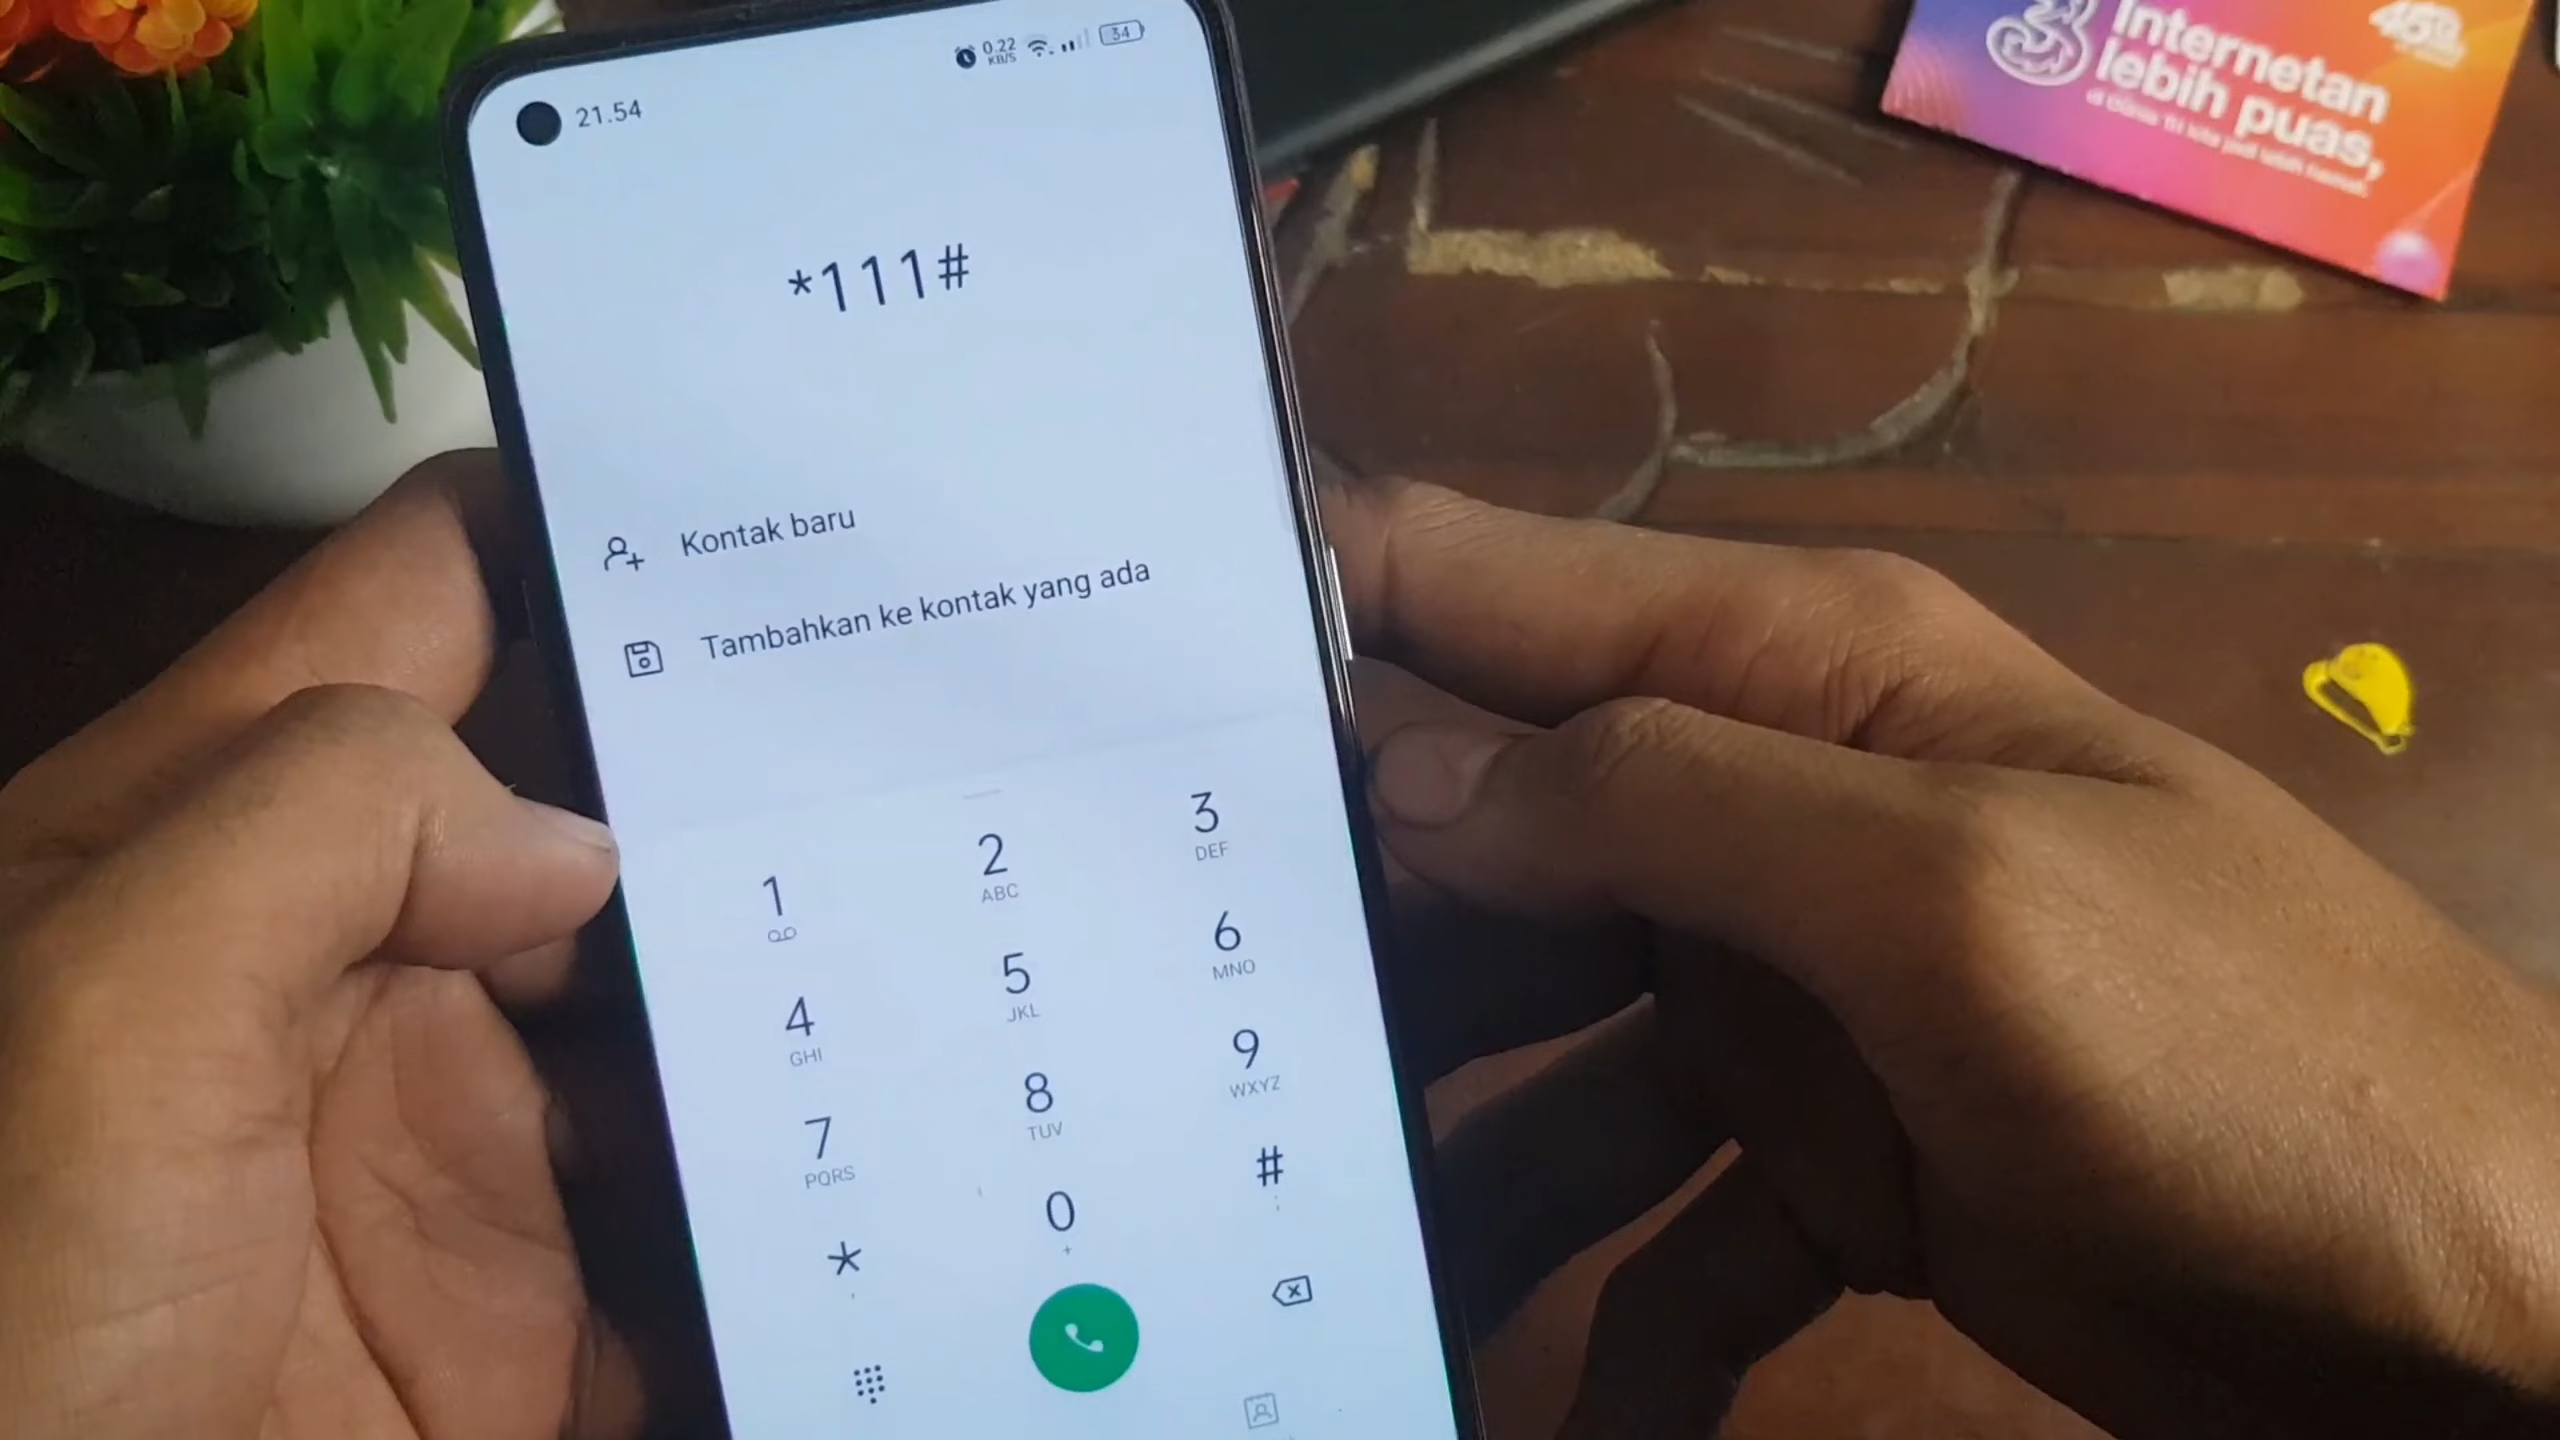 21.54
0.22
KB/S
34
*111#
Kontak baru
Tambahkan ke kontak yang ada
1
2
ABC
3
DEF
4
GHI
5
JKL
6
MNO
7
PQRS
8
TUV
9
WXYZ
*
,
0
+
#
;
3
Internetan
lebih puas,